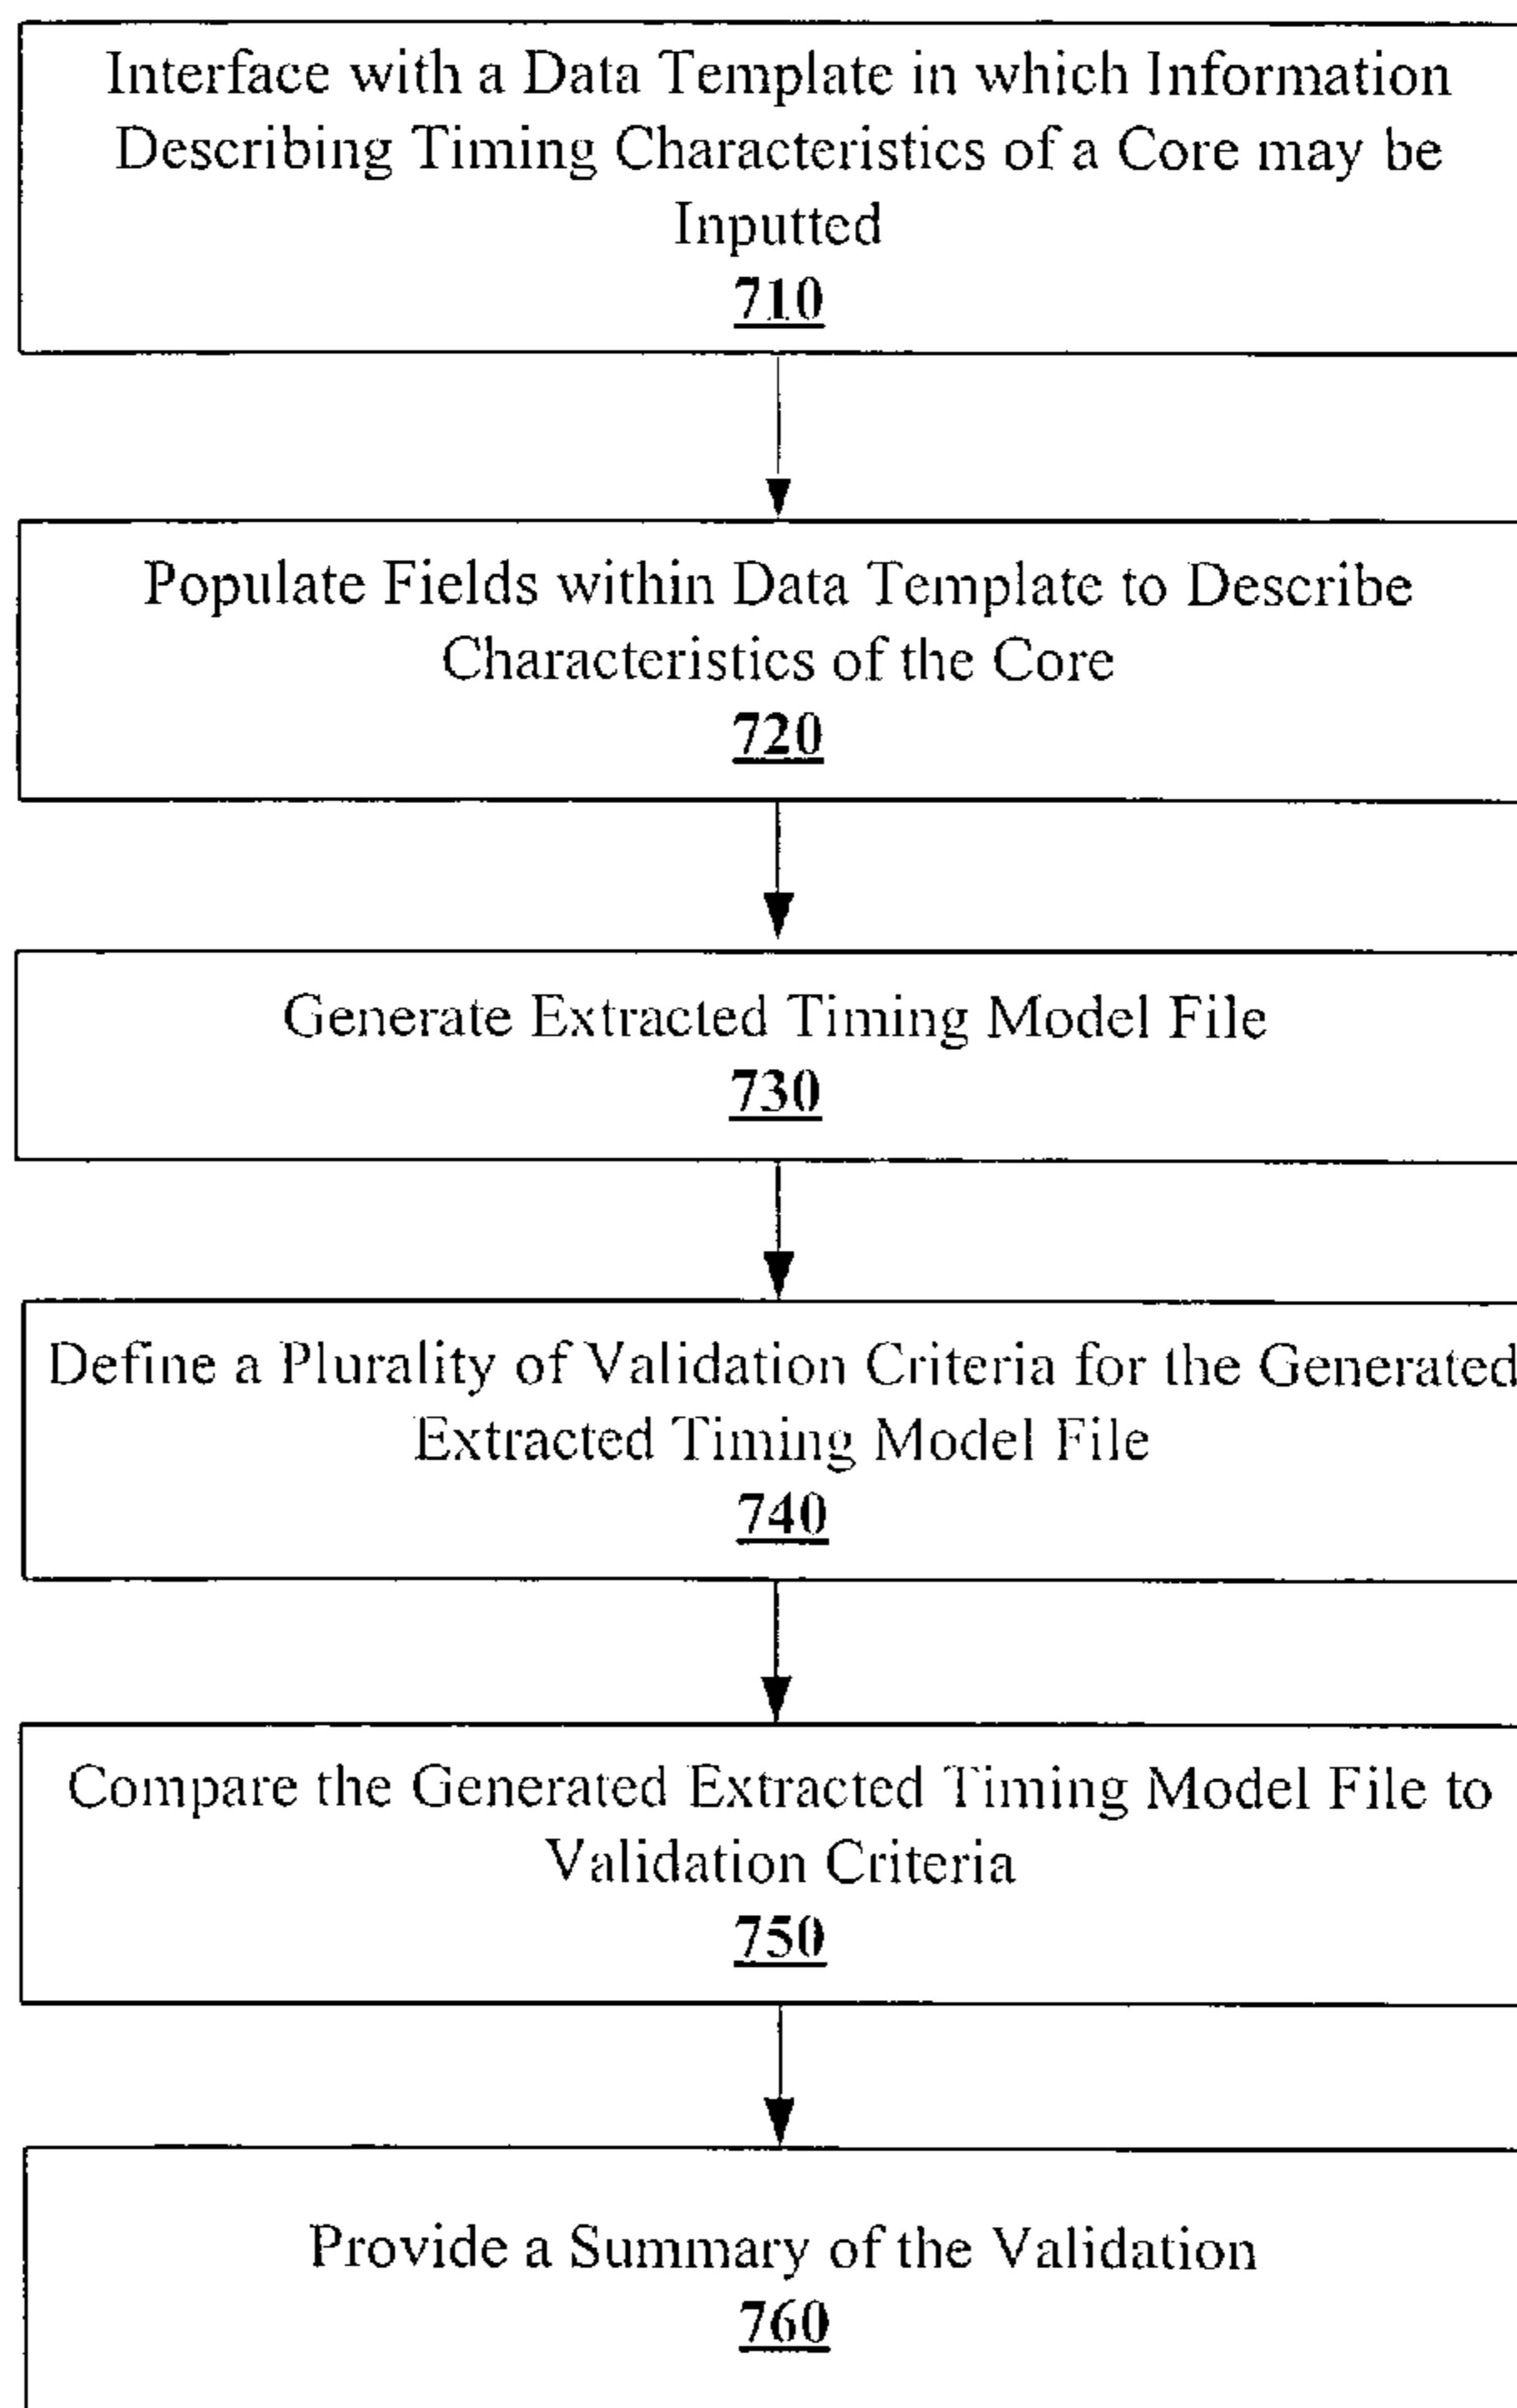 Interface with a Data Template in which Information
Describing Timing Characteristics of a Core may be
Inputted
710
Populate Fields within Data Template to Describe
Characteristics of the Core
720
Generate Extracted Timing Model File
730
Define a Plurality of Validation Criteria for the Generated
Extracted Timing Model File
740
Compare the Generated Extracted Timing Model File to
Validation Criteria
750
Provide a Summary of the Validation
760